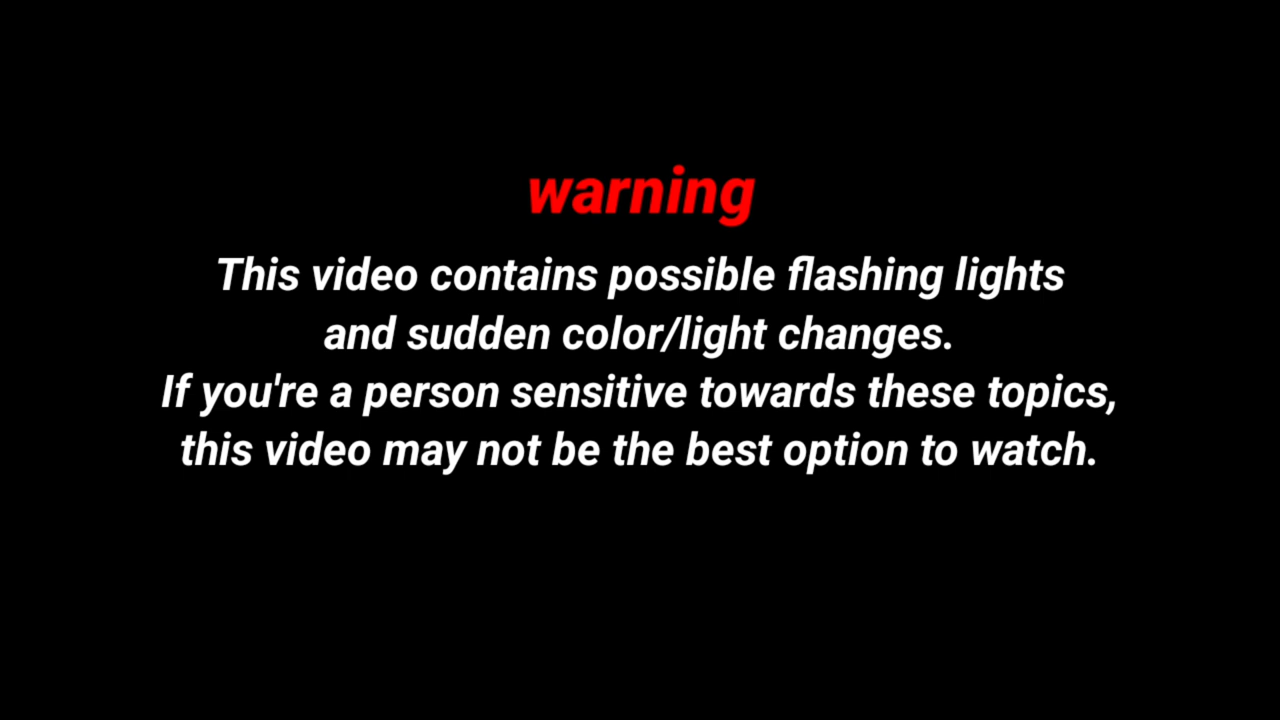 warning
This video contains possible flashing lights
and sudden color/light changes.
If you're a person sensitive towards these topics,
this video may not be the best option to watch.